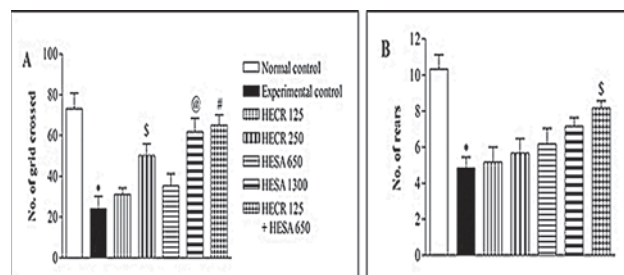 A
No. of grid crossed
100
80
60
40
20
0
*
$
@
#
Normal control
Experimental control
HECR 125
HECR 250
HESA 650
HESA 1300
HECR 125
+ HESA 650
B
No. of rears
12
10
8
6
4
2
0
*
$